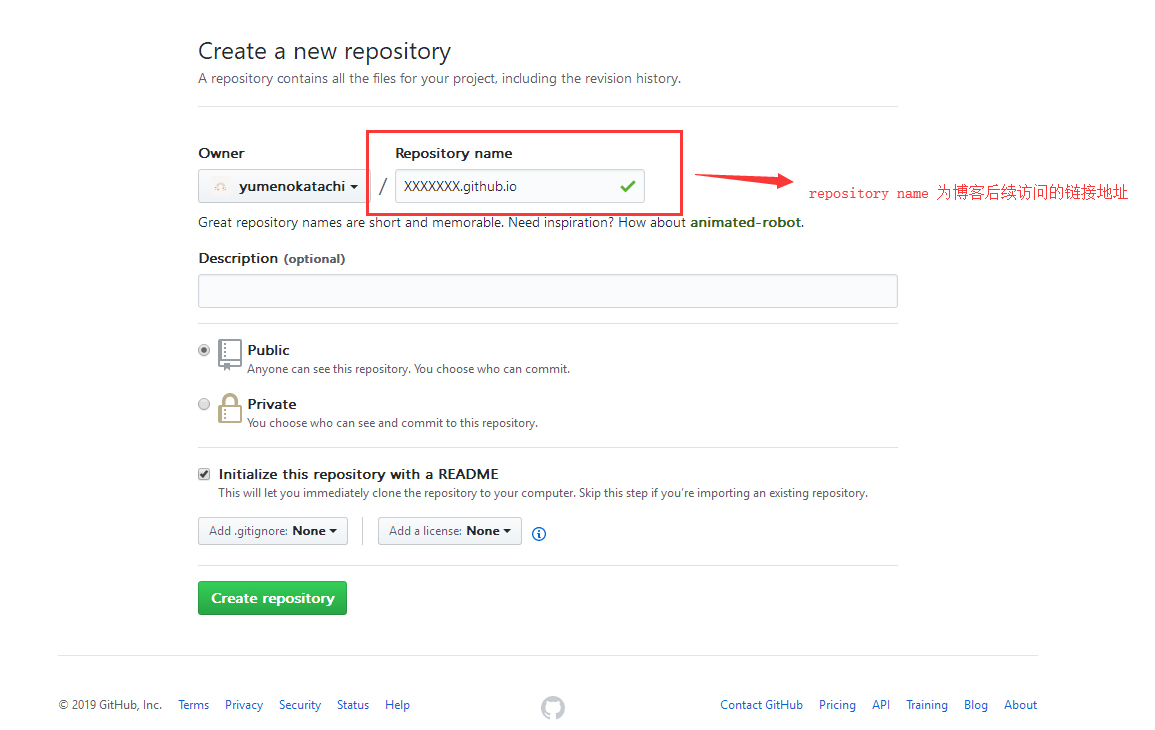 Create a new repository
A repository contains all the files for your project, including the revision history.
Owner
Repository name
yumenokatachi
/
XXXXXXX.github.io
repository name 为博客后续访问的链接地址
Great repository names are short and memorable. Need inspiration? How about animated-robot.
Description (optional)
Public
Anyone can see this repository. You choose who can commit.
Private
You choose who can see and commit to this repository.
Initialize this repository with a README
This will let you immediately clone the repository to your computer. Skip this step if you’re importing an existing repository.
Add .gitignore: None
Add a license: None
Create repository
© 2019 GitHub, Inc. Terms Privacy Security Status Help
Contact GitHub Pricing API Training Blog About